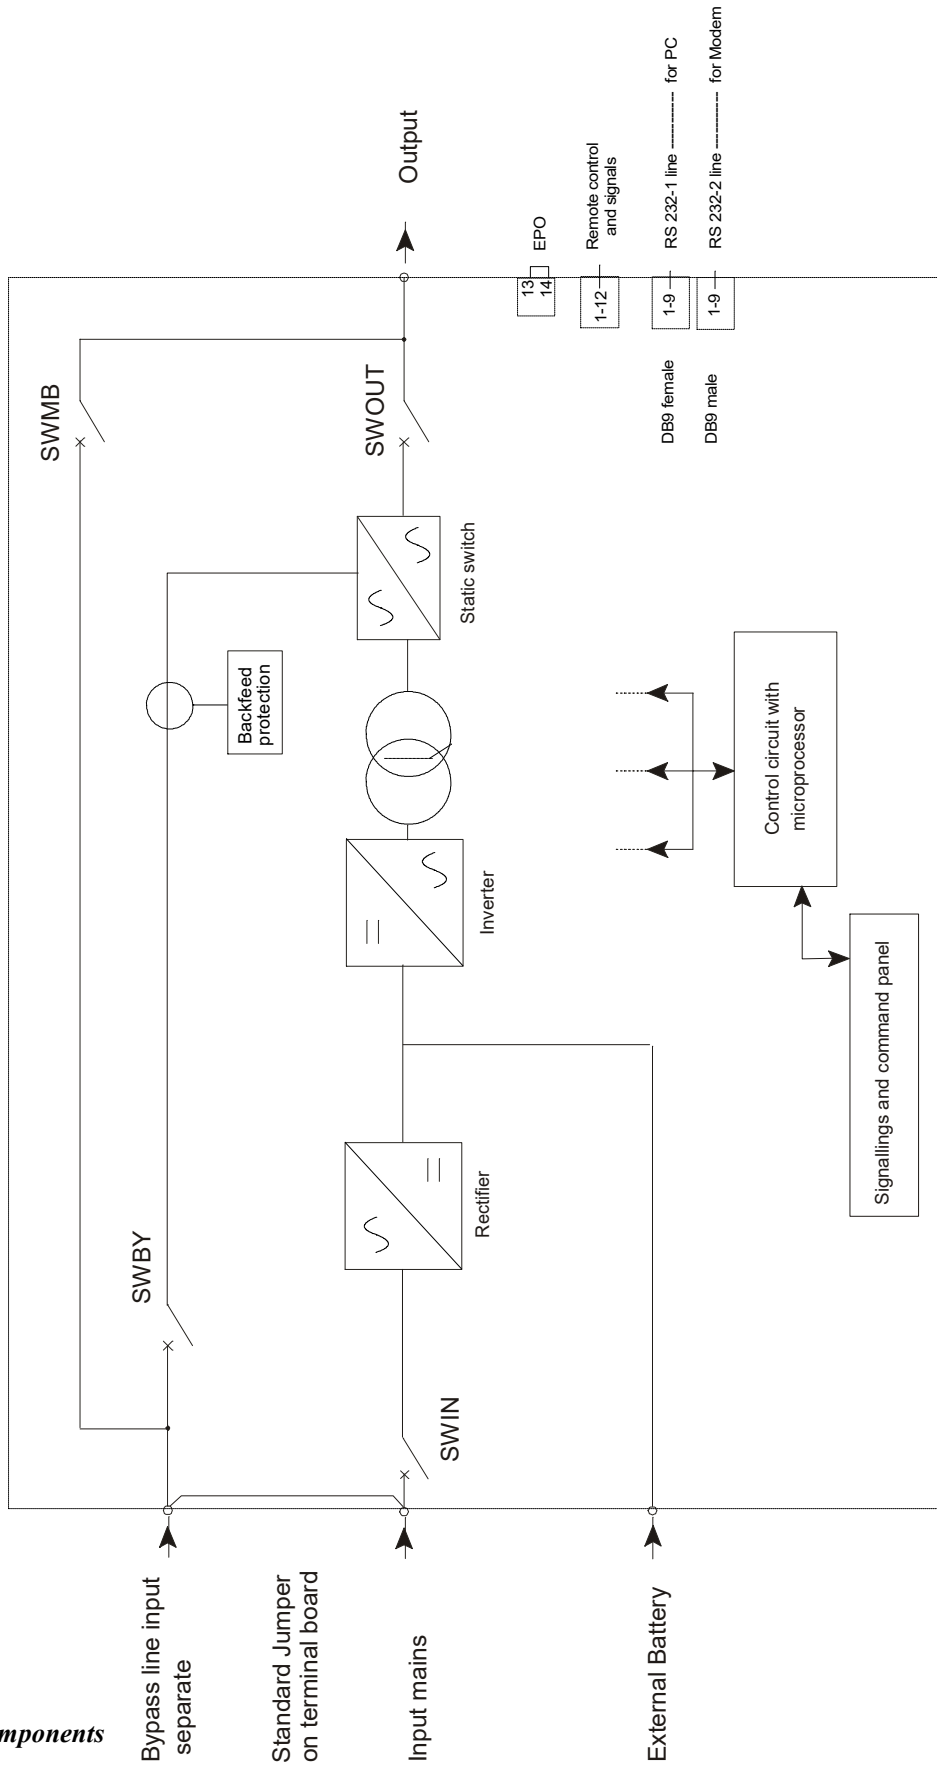 mponents
Bypass line input
separate
Standard Jumper
on terminal board
Input mains
External Battery
SWMB
SWBY
SWIN
SWOUT
Backfeed
protection
Rectifier
Inverter
Static switch
Output
13
14
EPO
1-12
Remote control
and signals
DB9 female
1-9
RS 232-1 line ------------ for PC
DB9 male
1-9
RS 232-2 line ------------ for Modem
Control circuit with
microprocessor
Signallings and command panel